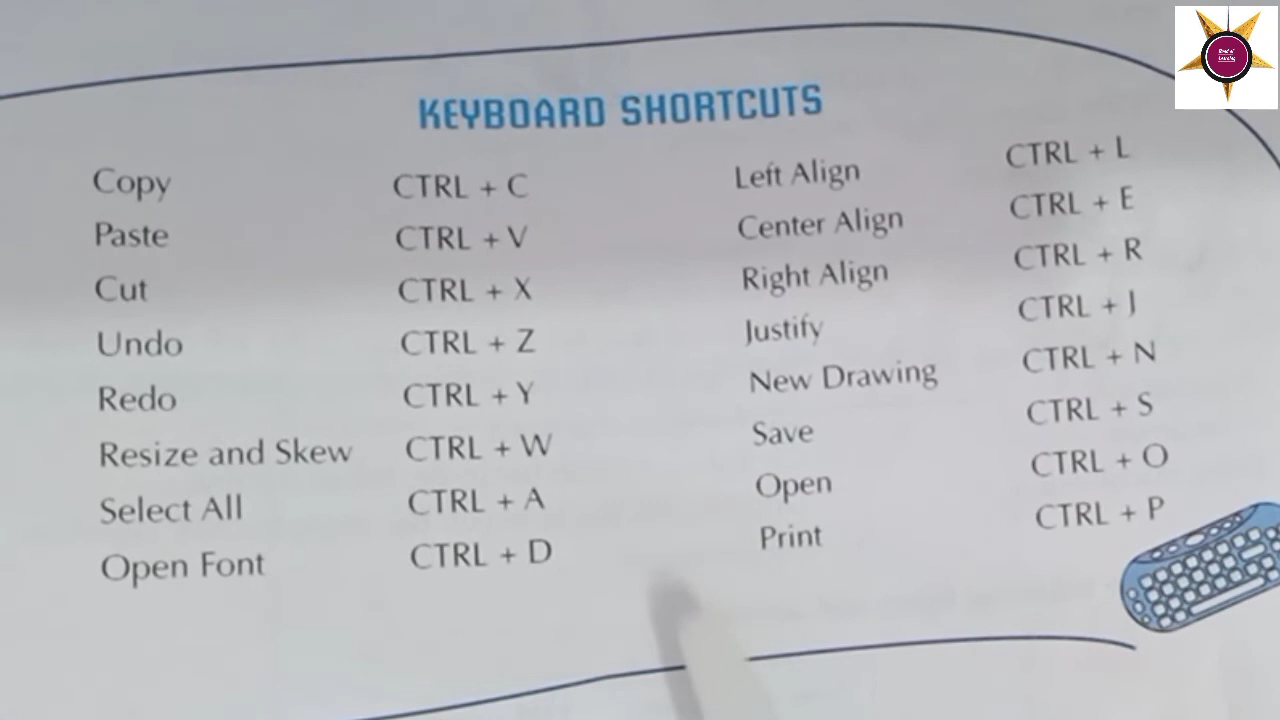 KEYBOARD SHORTCUTS
Copy CTRL + C
Paste CTRL + V
Cut CTRL + X
Undo CTRL + Z
Redo CTRL + Y
Resize and Skew CTRL + W
Select All CTRL + A
Open Font CTRL + D
Left Align CTRL + L
Center Align CTRL + E
Right Align CTRL + R
Justify CTRL + J
New Drawing CTRL + N
Save CTRL + S
Open CTRL + O
Print CTRL + P